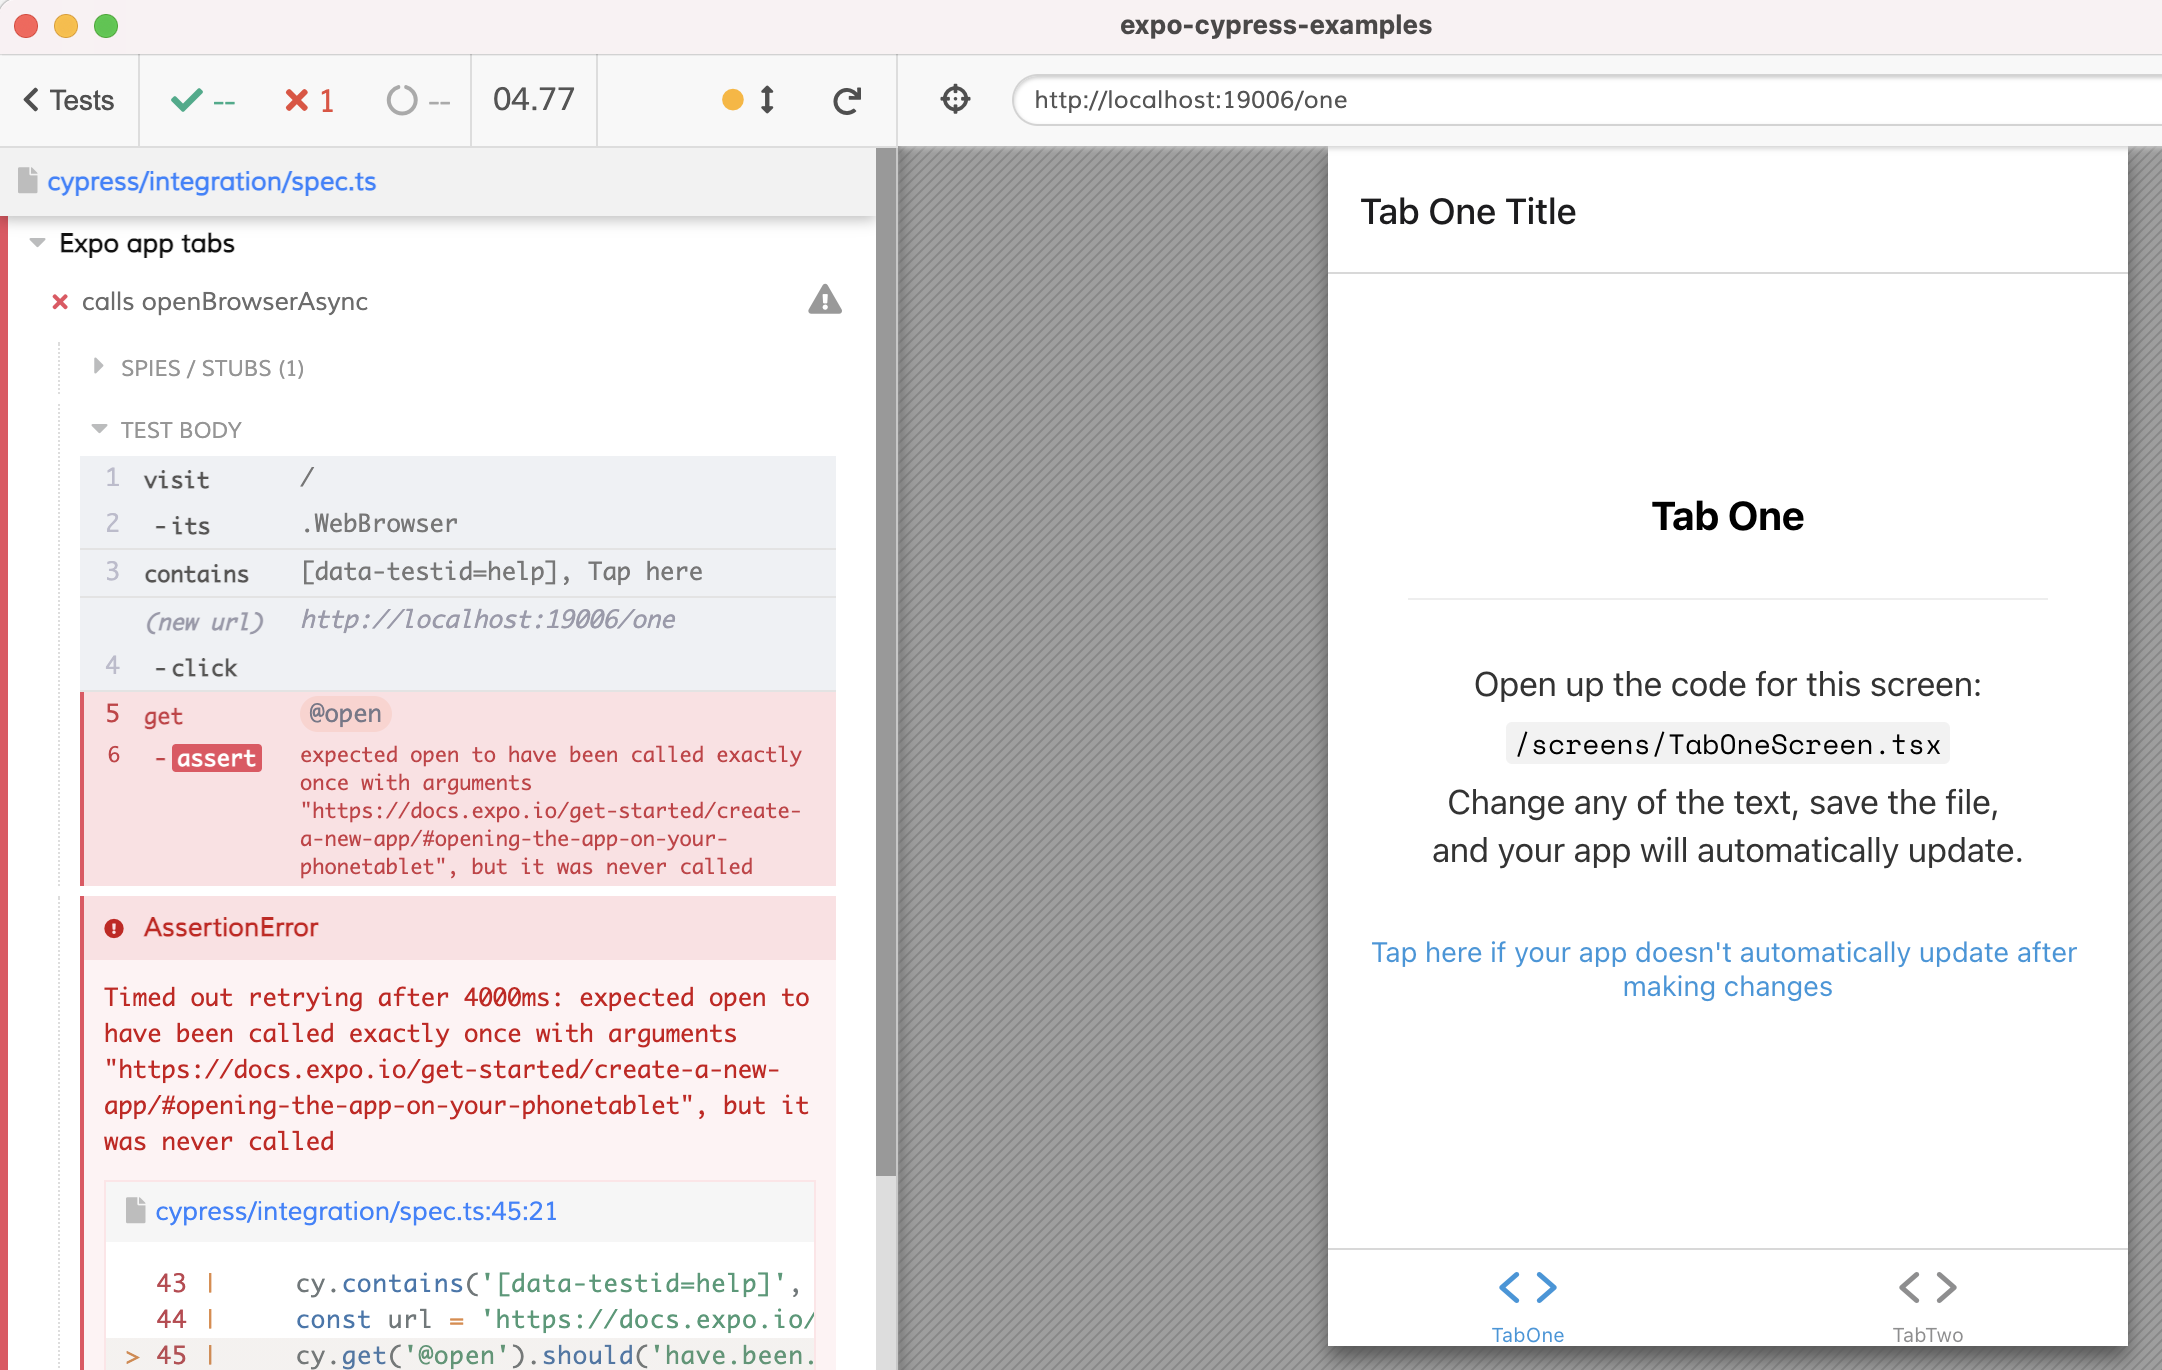 expo-cypress-examples
Tests -- 1 -- 04.77
http://localhost:19006/one
cypress/integration/spec.ts
Expo app tabs
calls openBrowserAsync
SPIES / STUBS (1)
TEST BODY
1 visit /
2 -its .WebBrowser
3 contains [data-testid=help], Tap here
(new url) http://localhost:19006/one
4 -click
5 get @open
6 -assert expected open to have been called exactly
once with arguments
"https://docs.expo.io/get-started/create-
a-new-app/#opening-the-app-on-your-
phonetablet", but it was never called
AssertionError
Timed out retrying after 4000ms: expected open to
have been called exactly once with arguments
"https://docs.expo.io/get-started/create-a-new-
app/#opening-the-app-on-your-phonetablet", but it
was never called
cypress/integration/spec.ts:45:21
43 | cy.contains('[data-testid=help]',
44 | const url = 'https://docs.expo.io/
> 45 | cy.get('@open').should('have.been.
Tab One Title
Tab One
Open up the code for this screen:
/screens/TabOneScreen.tsx
Change any of the text, save the file,
and your app will automatically update.
Tap here if your app doesn't automatically update after
making changes
TabOne
TabTwo